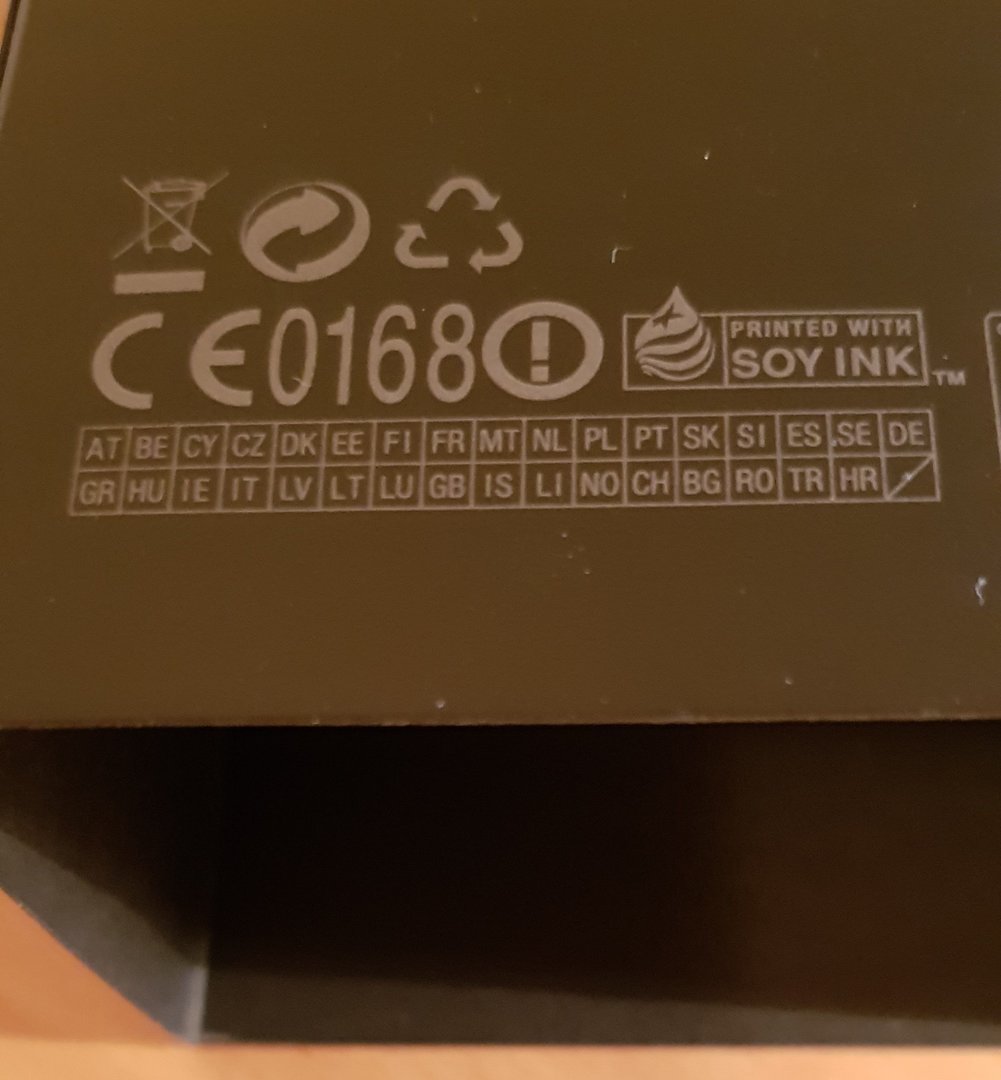 CE0168
PRINTED WITH
SOY INK
TM
AT BE CY CZ DK EE FI FR MT NL PL PT SK SI ES SE DE
GR HU IE IT LV LT LU GB IS LI NO CH BG RO TR HR